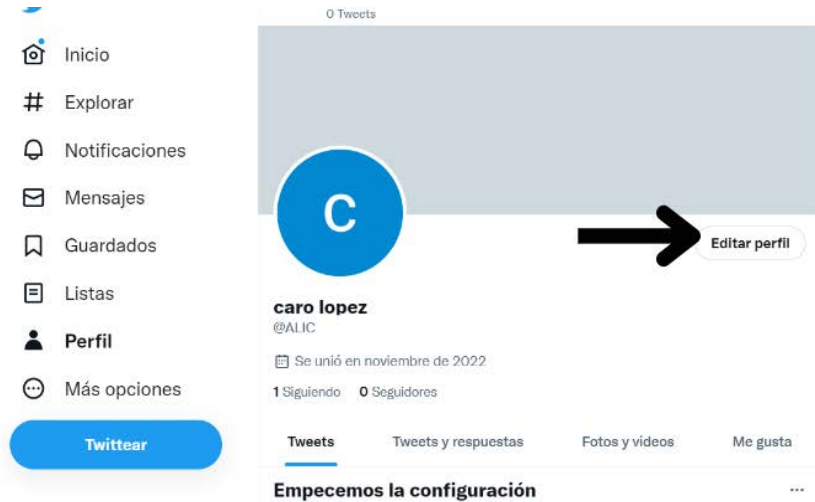 0 Tweets
Inicio
Explorar
Notificaciones
Mensajes
Guardados
Listas
Perfil
Más opciones
Twittear
C
Editar perfil
caro lopez
@ALIC
Se unió en noviembre de 2022
1 Siguiendo 0 Seguidores
Tweets Tweets y respuestas Fotos y videos Me gusta
Empecemos la configuración